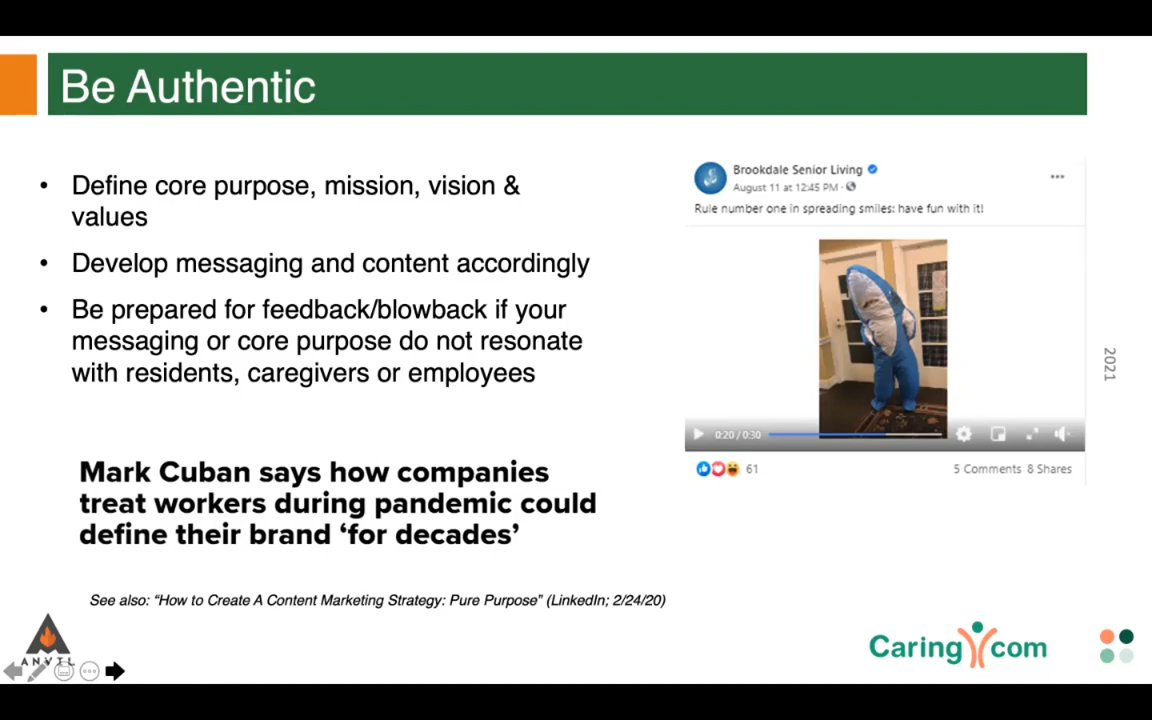 Be Authentic
• Define core purpose, mission, vision &
values
• Develop messaging and content accordingly
• Be prepared for feedback/blowback if your
messaging or core purpose do not resonate
with residents, caregivers or employees
Mark Cuban says how companies
treat workers during pandemic could
define their brand ‘for decades’
See also: “How to Create A Content Marketing Strategy: Pure Purpose” (LinkedIn; 2/24/20)
Brookdale Senior Living
August 11 at 12:45 PM ·
Rule number one in spreading smiles: have fun with it!
0:20 / 0:30
61
5 Comments 8 Shares
2021
ANVIL
Caring com